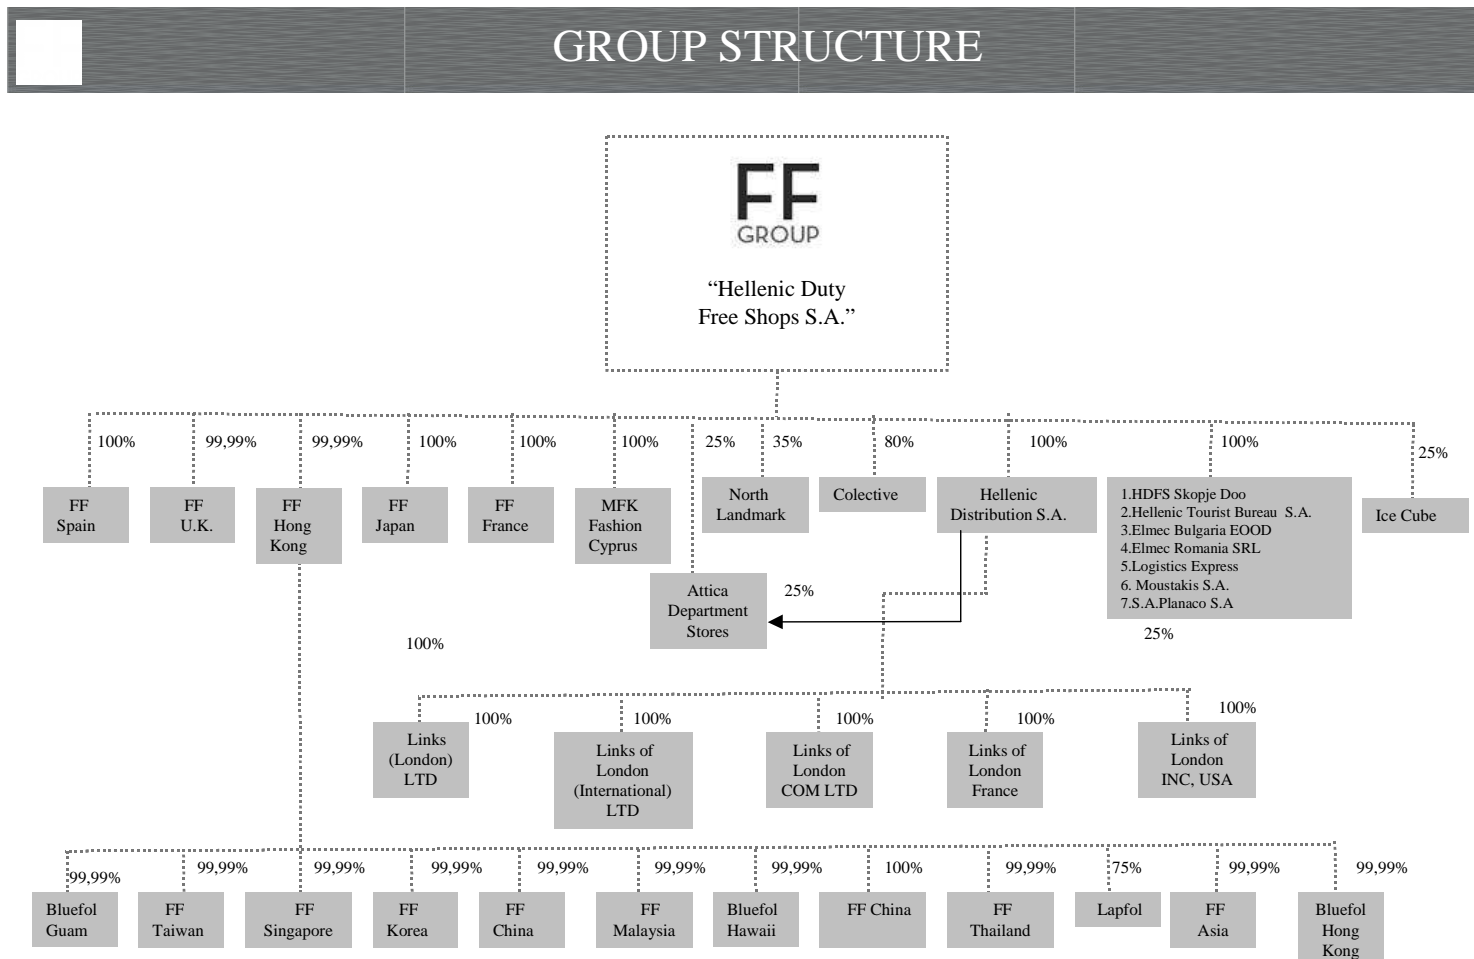 GROUP STRUCTURE
FF
GROUP
“Hellenic Duty
Free Shops S.A.”
100%
99,99%
99,99%
100%
100%
100%
25%
35%
80%
100%
100%
25%
FF
Spain
FF
U.K.
FF
Hong
Kong
FF
Japan
FF
France
MFK
Fashion
Cyprus
North
Landmark
Colective
Hellenic
Distribution S.A.
1.HDFS Skopje Doo
2.Hellenic Tourist Bureau S.A.
3.Elmec Bulgaria EOOD
4.Elmec Romania SRL
5.Logistics Express
6. Moustakis S.A.
7.S.A.Planaco S.A
Ice Cube
Attica
Department
Stores
25%
25%
100%
100%
100%
100%
100%
100%
Links
(London)
LTD
Links of
London
(International)
LTD
Links of
London
COM LTD
Links of
London
France
Links of
London
INC, USA
99,99%
99,99%
99,99%
99,99%
99,99%
99,99%
99,99%
100%
99,99%
75%
99,99%
99,99%
Bluefol
Guam
FF
Taiwan
FF
Singapore
FF
Korea
FF
China
FF
Malaysia
Bluefol
Hawaii
FF China
FF
Thailand
Lapfol
FF
Asia
Bluefol
Hong
Kong